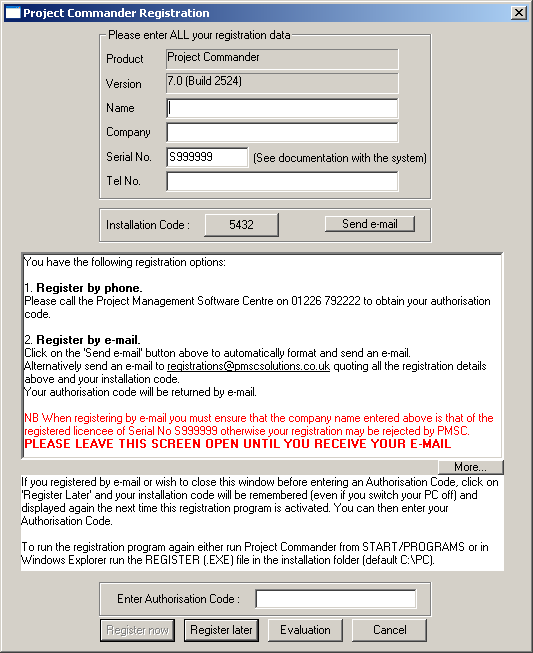 Project Commander Registration
Please enter ALL your registration data
Product Project Commander
Version 7.0 (Build 2524)
Name
Company
Serial No. S999999 (See documentation with the system)
Tel No.
Installation Code : 5432 Send e-mail
You have the following registration options:
1. Register by phone.
Please call the Project Management Software Centre on 01226 792222 to obtain your authorisation
code.
2. Register by e-mail.
Click on the 'Send e-mail' button above to automatically format and send an e-mail.
Alternatively send an e-mail to registrations@pmscsolutions.co.uk quoting all the registration details
above and your installation code.
Your authorisation code will be returned by e-mail.
NB When registering by e-mail you must ensure that the company name entered above is that of the
registered licencee of Serial No S999999 otherwise your registration may be rejected by PMSC.
PLEASE LEAVE THIS SCREEN OPEN UNTIL YOU RECEIVE YOUR E-MAIL
More...
If you registered by e-mail or wish to close this window before entering an Authorisation Code, click on
'Register Later' and your installation code will be remembered (even if you switch your PC off) and
displayed again the next time this registration program is activated. You can then enter your
Authorisation Code.
To run the registration program again either run Project Commander from START/PROGRAMS or in
Windows Explorer run the REGISTER (.EXE) file in the installation folder (default C:\PC).
Enter Authorisation Code :
Register now Register later Evaluation Cancel